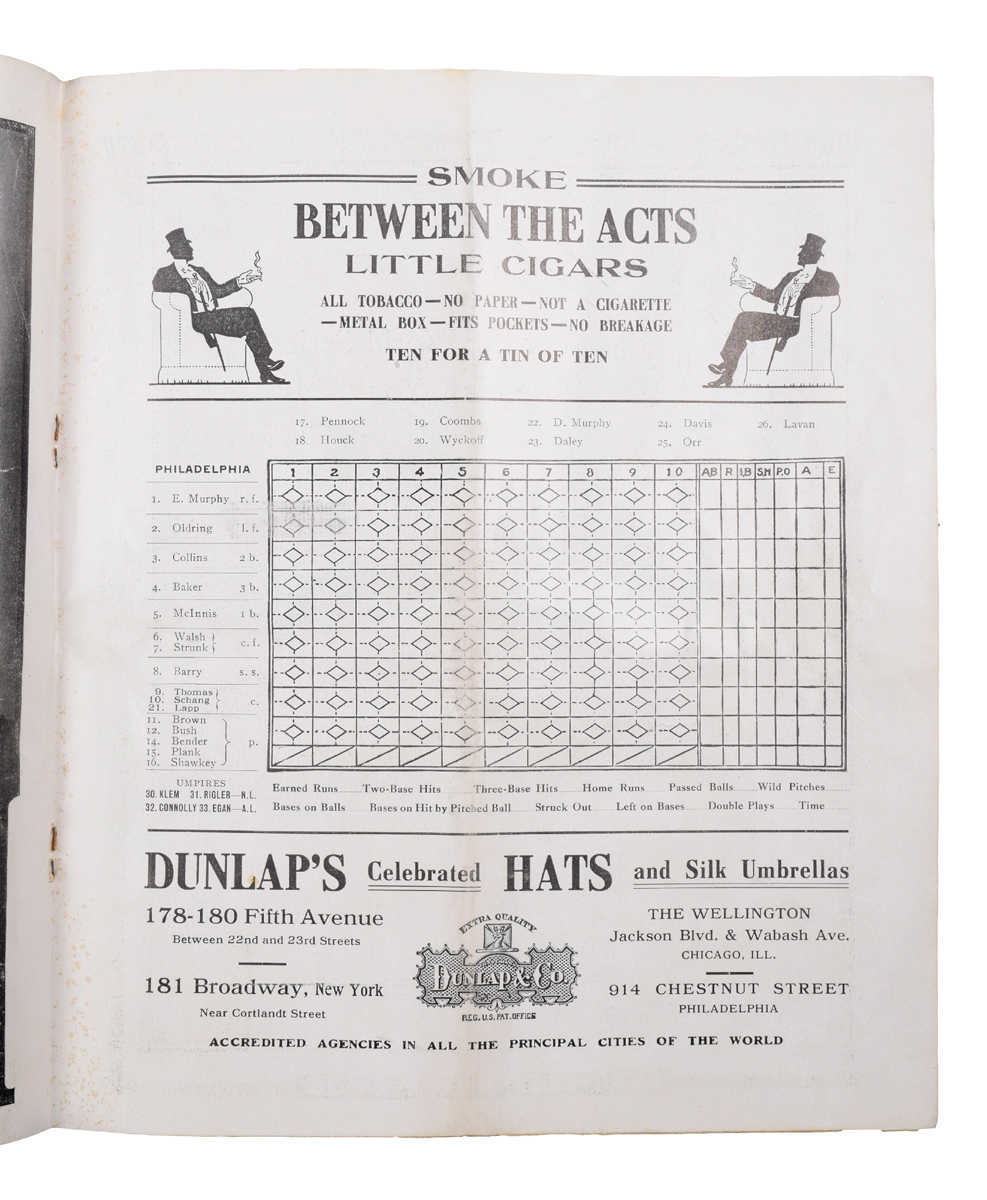 SMOKE
BETWEEN THE ACTS
LITTLE CIGARS
ALL TOBACCO—NO PAPER—NOT A CIGARETTE
—METAL BOX—FITS POCKETS—NO BREAKAGE
TEN FOR A TIN OF TEN
17. Pennock 19. Coombs 22. D. Murphy 24. Davis 26. Lavan
18. Houck 20. Wyckoff 23. Daley 25. Orr
PHILADELPHIA 1 2 3 4 5 6 7 8 9 10 AB R 1B S.H P.O A E
1. E. Murphy r. f.
2. Oldring l. f.
3. Collins 2 b.
4. Baker 3 b.
5. McInnis 1 b.
6. Walsh
7. Strunk c. f.
8. Barry s. s.
9. Thomas
10. Schang c.
21. Lapp
11. Brown
12. Bush
14. Bender p.
15. Plank
16. Shawkey
UMPIRES
30. KLEM 31. RIGLER—N.L.
32. CONNOLLY 33. EGAN—A.L.
Earned Runs...... Two-Base Hits...... Three-Base Hits...... Home Runs...... Passed Balls...... Wild Pitches......
Bases on Balls Bases on Hit by Pitched Ball...... Struck Out...... Left on Bases...... Double Plays...... Time......
DUNLAP'S Celebrated HATS and Silk Umbrellas
178-180 Fifth Avenue
Between 22nd and 23rd Streets
181 Broadway, New York
Near Cortlandt Street
EXTRA QUALITY
DUNLAP & CO.
REG. U.S. PAT. OFFICE
THE WELLINGTON
Jackson Blvd. & Wabash Ave.
CHICAGO, ILL.
914 CHESTNUT STREET
PHILADELPHIA
ACCREDITED AGENCIES IN ALL THE PRINCIPAL CITIES OF THE WORLD